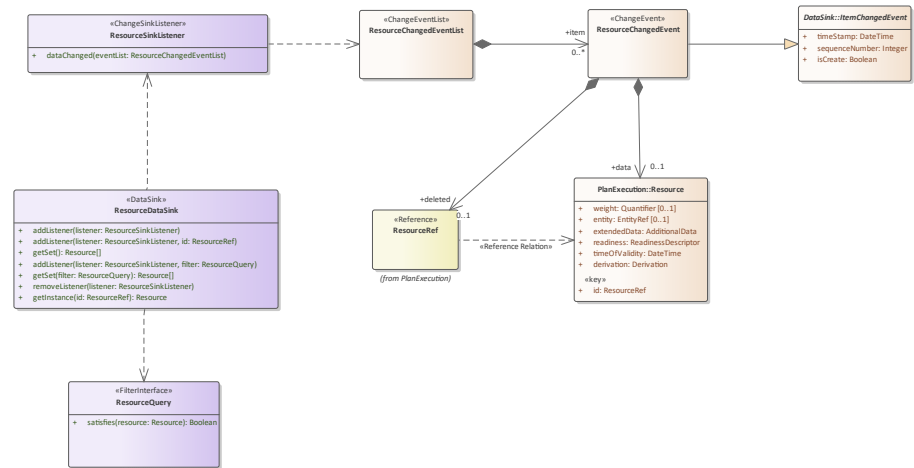 «ChangeSinkListener»
ResourceSinkListener
+ dataChanged(eventList: ResourceChangedEventList)
«ChangeEventList»
ResourceChangedEventList
+item
0..*
«ChangeEvent»
ResourceChangedEvent
DataSink::ItemChangedEvent
+ timeStamp: DateTime
+ sequenceNumber: Integer
+ isCreate: Boolean
«DataSink»
ResourceDataSink
+ addListener(listener: ResourceSinkListener)
+ addListener(listener: ResourceSinkListener, id: ResourceRef)
+ getSet(): Resource[]
+ addListener(listener: ResourceSinkListener, filter: ResourceQuery)
+ getSet(filter: ResourceQuery): Resource[]
+ removeListener(listener: ResourceSinkListener)
+ getInstance(id: ResourceRef): Resource
+deleted
0..1
«Reference»
ResourceRef
(from PlanExecution)
«Reference Relation»
+data
0..1
PlanExecution::Resource
+ weight: Quantifier [0..1]
+ entity: EntityRef [0..1]
+ extendedData: AdditionalData
+ readiness: ReadinessDescriptor
+ timeOfValidity: DateTime
+ derivation: Derivation
«key»
+ id: ResourceRef
«FilterInterface»
ResourceQuery
+ satisfies(resource: Resource): Boolean